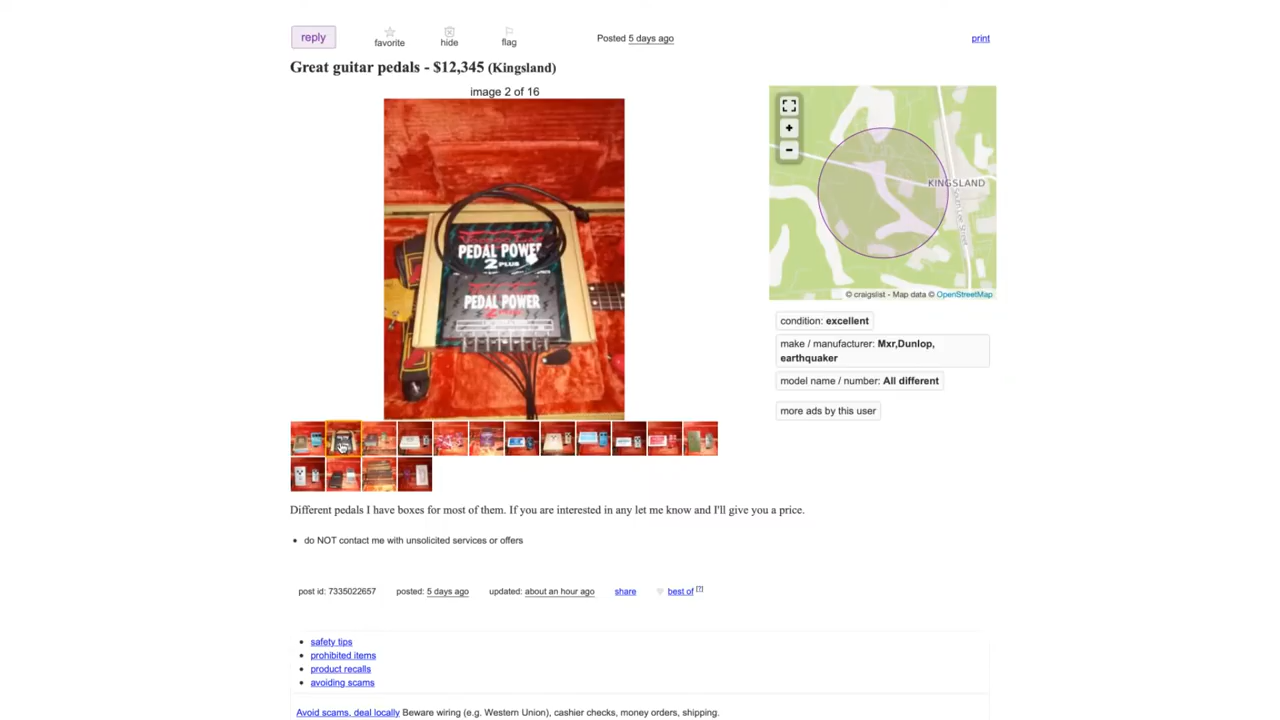 reply
favorite
hide
flag
Posted 5 days ago
print
Great guitar pedals - $12,345 (Kingsland)
image 2 of 16
PEDAL POWER
2 PLUS
PEDAL POWER
KINGSLAND
© craigslist - Map data © OpenStreetMap
condition: excellent
make / manufacturer: Mxr,Dunlop,
earthquaker
model name / number: All different
more ads by this user
Different pedals I have boxes for most of them. If you are interested in any let me know and I'll give you a price.
do NOT contact me with unsolicited services or offers
post id: 7335022657
posted: 5 days ago
updated: about an hour ago
share
best of [?]
safety tips
prohibited items
product recalls
avoiding scams
Avoid scams, deal locally Beware wiring (e.g. Western Union), cashier checks, money orders, shipping.